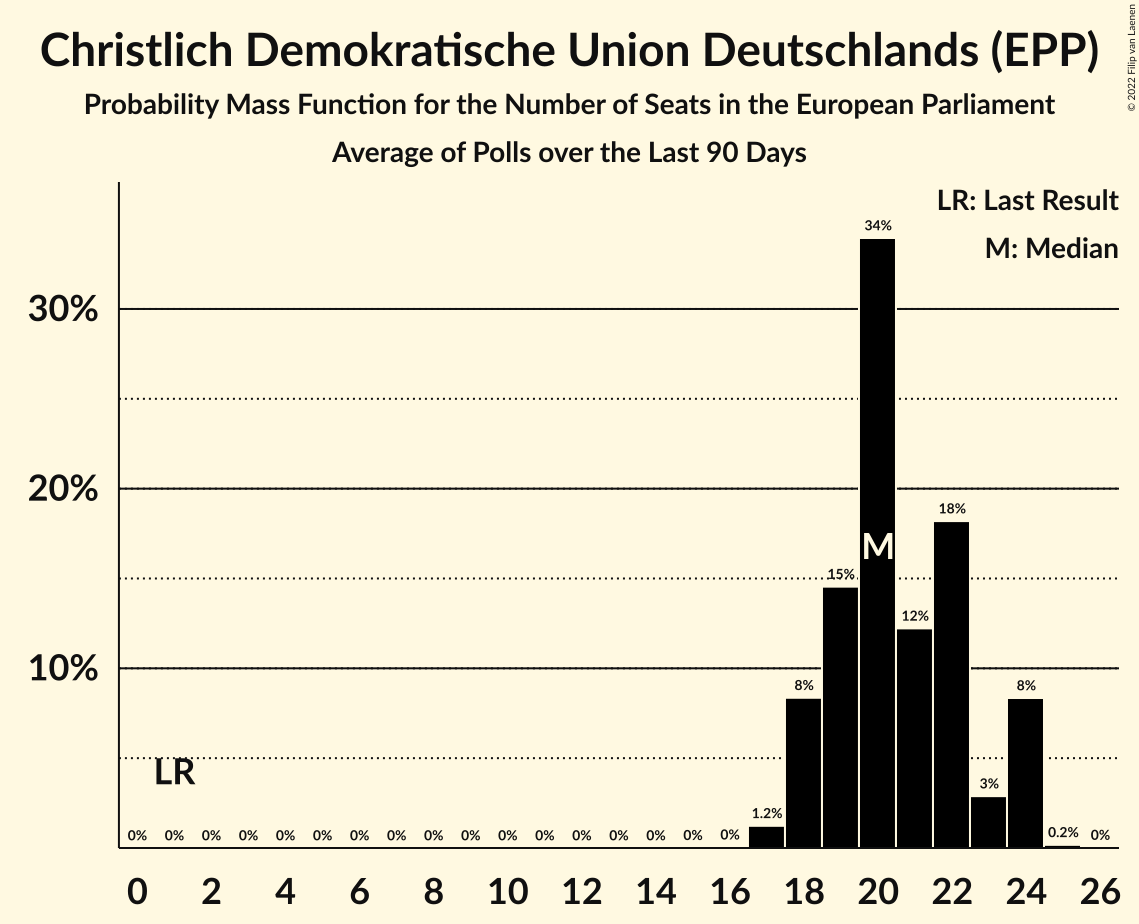 Christlich Demokratische Union Deutschlands (EPP)
Probability Mass Function for the Number of Seats in the European Parliament
Average of Polls over the Last 90 Days
© 2022 Filip van Laenen
LR: Last Result
M: Median
34%
30%
20%
18%
M
15%
12%
10%
8%
8%
LR
3%
1.2%
0% 0% 0% 0% 0% 0% 0% 0% 0% 0% 0% 0% 0% 0% 0% 0% 0% 0.2% 0%
0 2 4 6 8 10 12 14 16 18 20 22 24 26